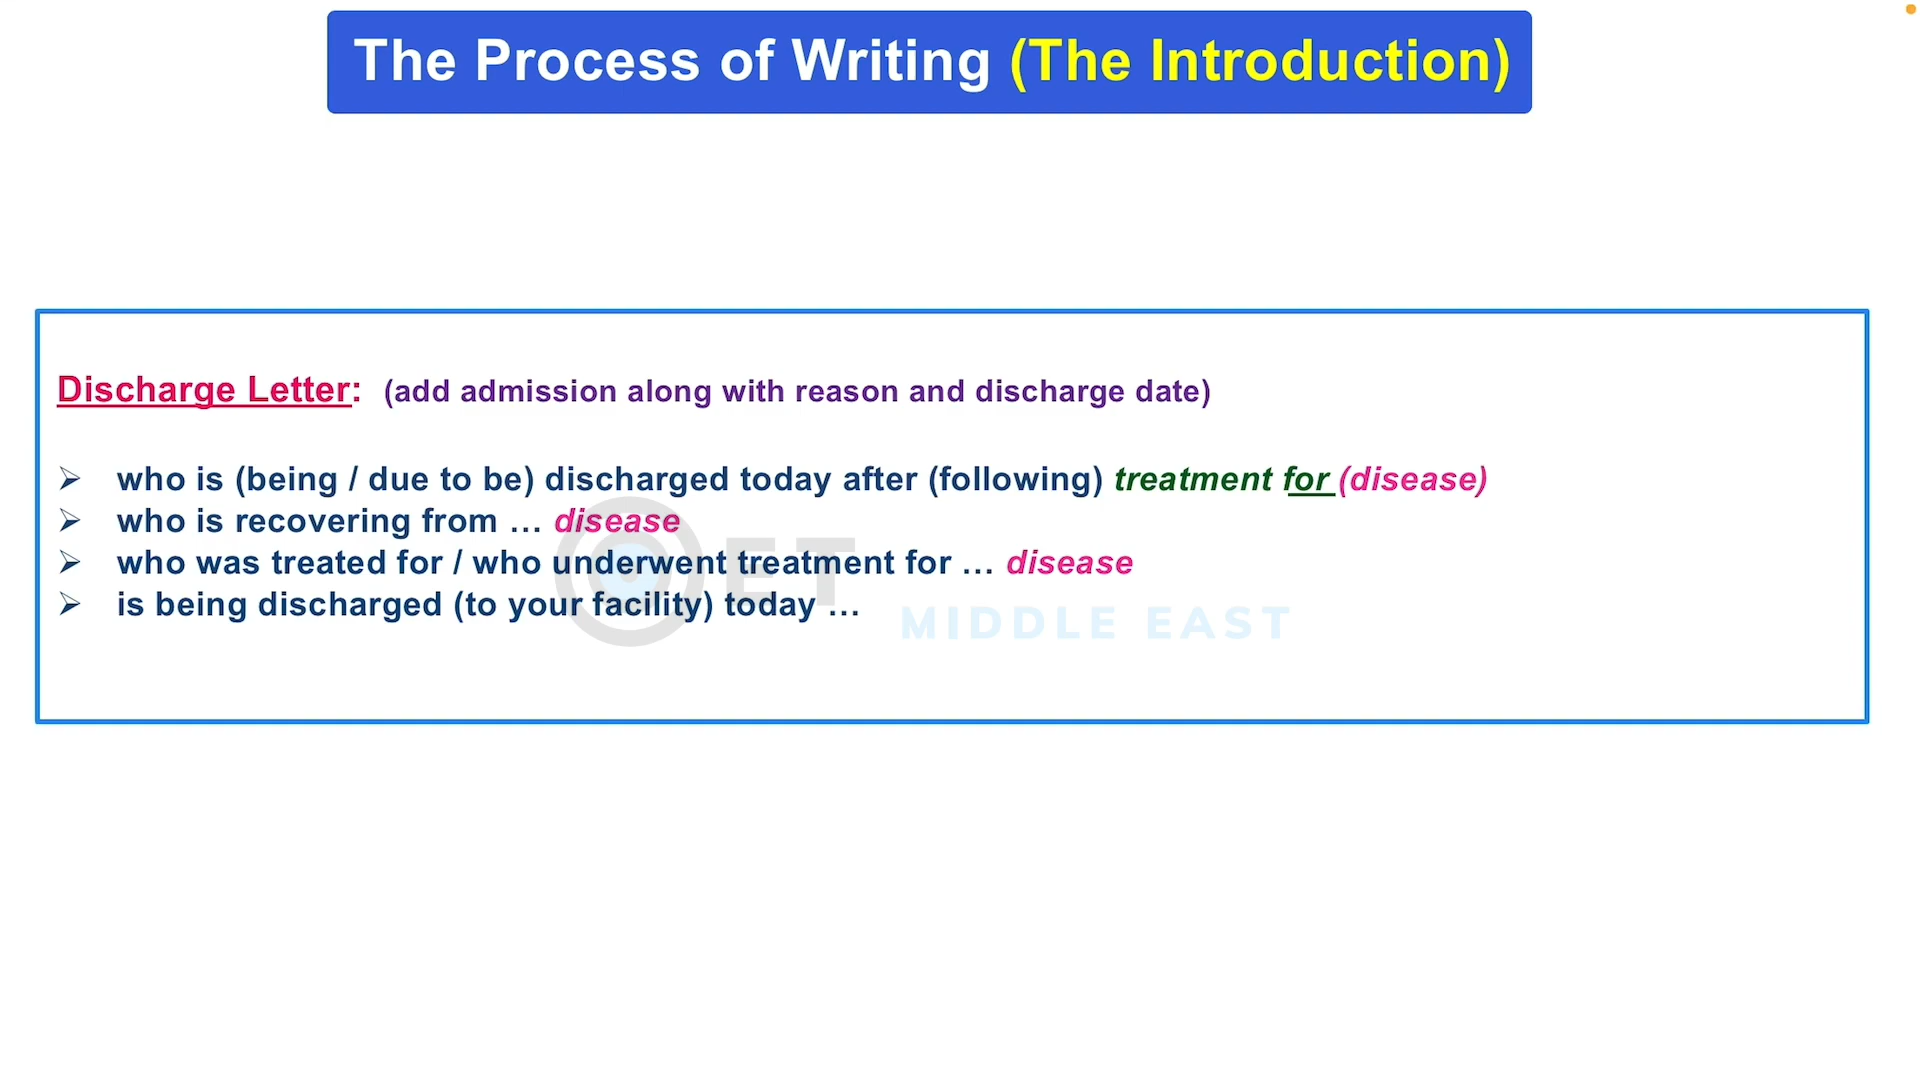 The Process of Writing (The Introduction)
Discharge Letter: (add admission along with reason and discharge date)
➢ who is (being / due to be) discharged today after (following) treatment for (disease)
➢ who is recovering from … disease
➢ who was treated for / who underwent treatment for … disease
➢ is being discharged (to your facility) today …
OET
MIDDLE EAST